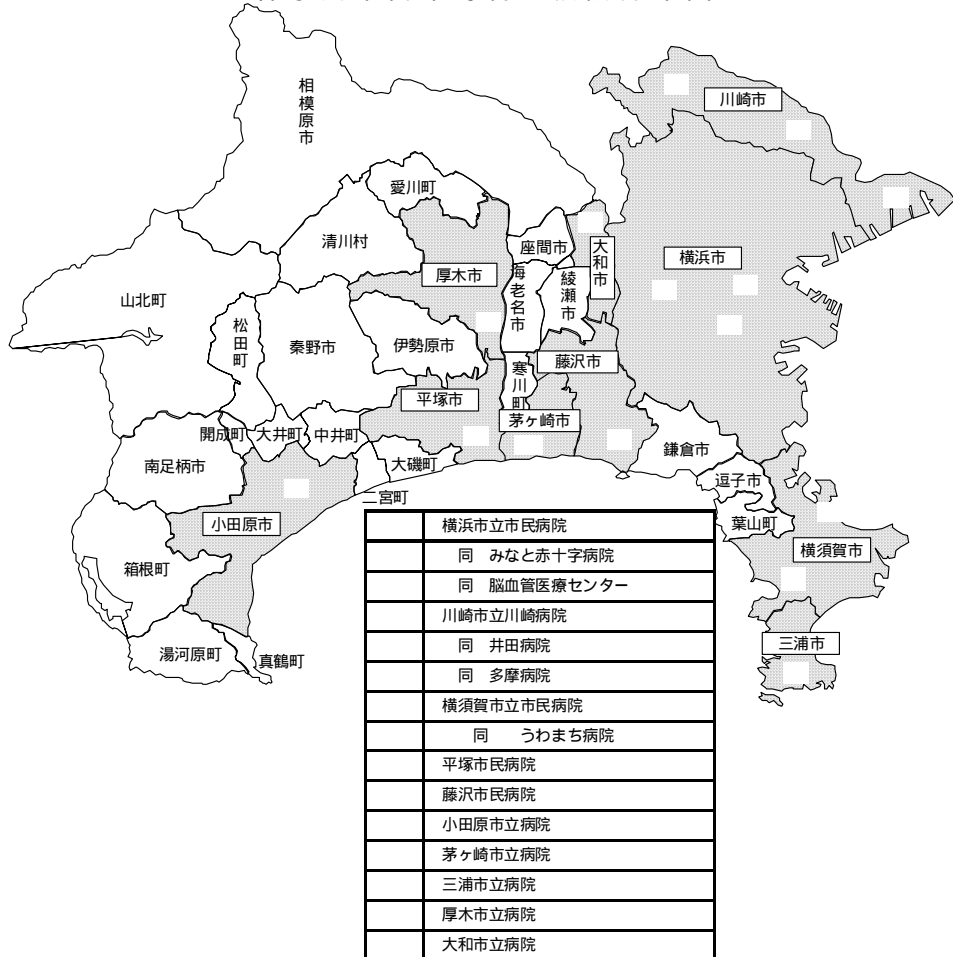 相模原市
川崎市
愛川町
清川村
座間市
大和市
厚木市
海老名市
綾瀬市
横浜市
山北町
松田町
秦野市
伊勢原市
藤沢市
寒川町
平塚市
茅ヶ崎市
開成町
大井町
中井町
鎌倉市
南足柄市
大磯町
逗子市
二宮町
小田原市
葉山町
横須賀市
箱根町
三浦市
湯河原町
真鶴町
横浜市立市民病院
同 みなと赤十字病院
同 脳血管医療センター
川崎市立川崎病院
同 井田病院
同 多摩病院
横須賀市立市民病院
同 うわまち病院
平塚市民病院
藤沢市民病院
小田原市立病院
茅ヶ崎市立病院
三浦市立病院
厚木市立病院
大和市立病院